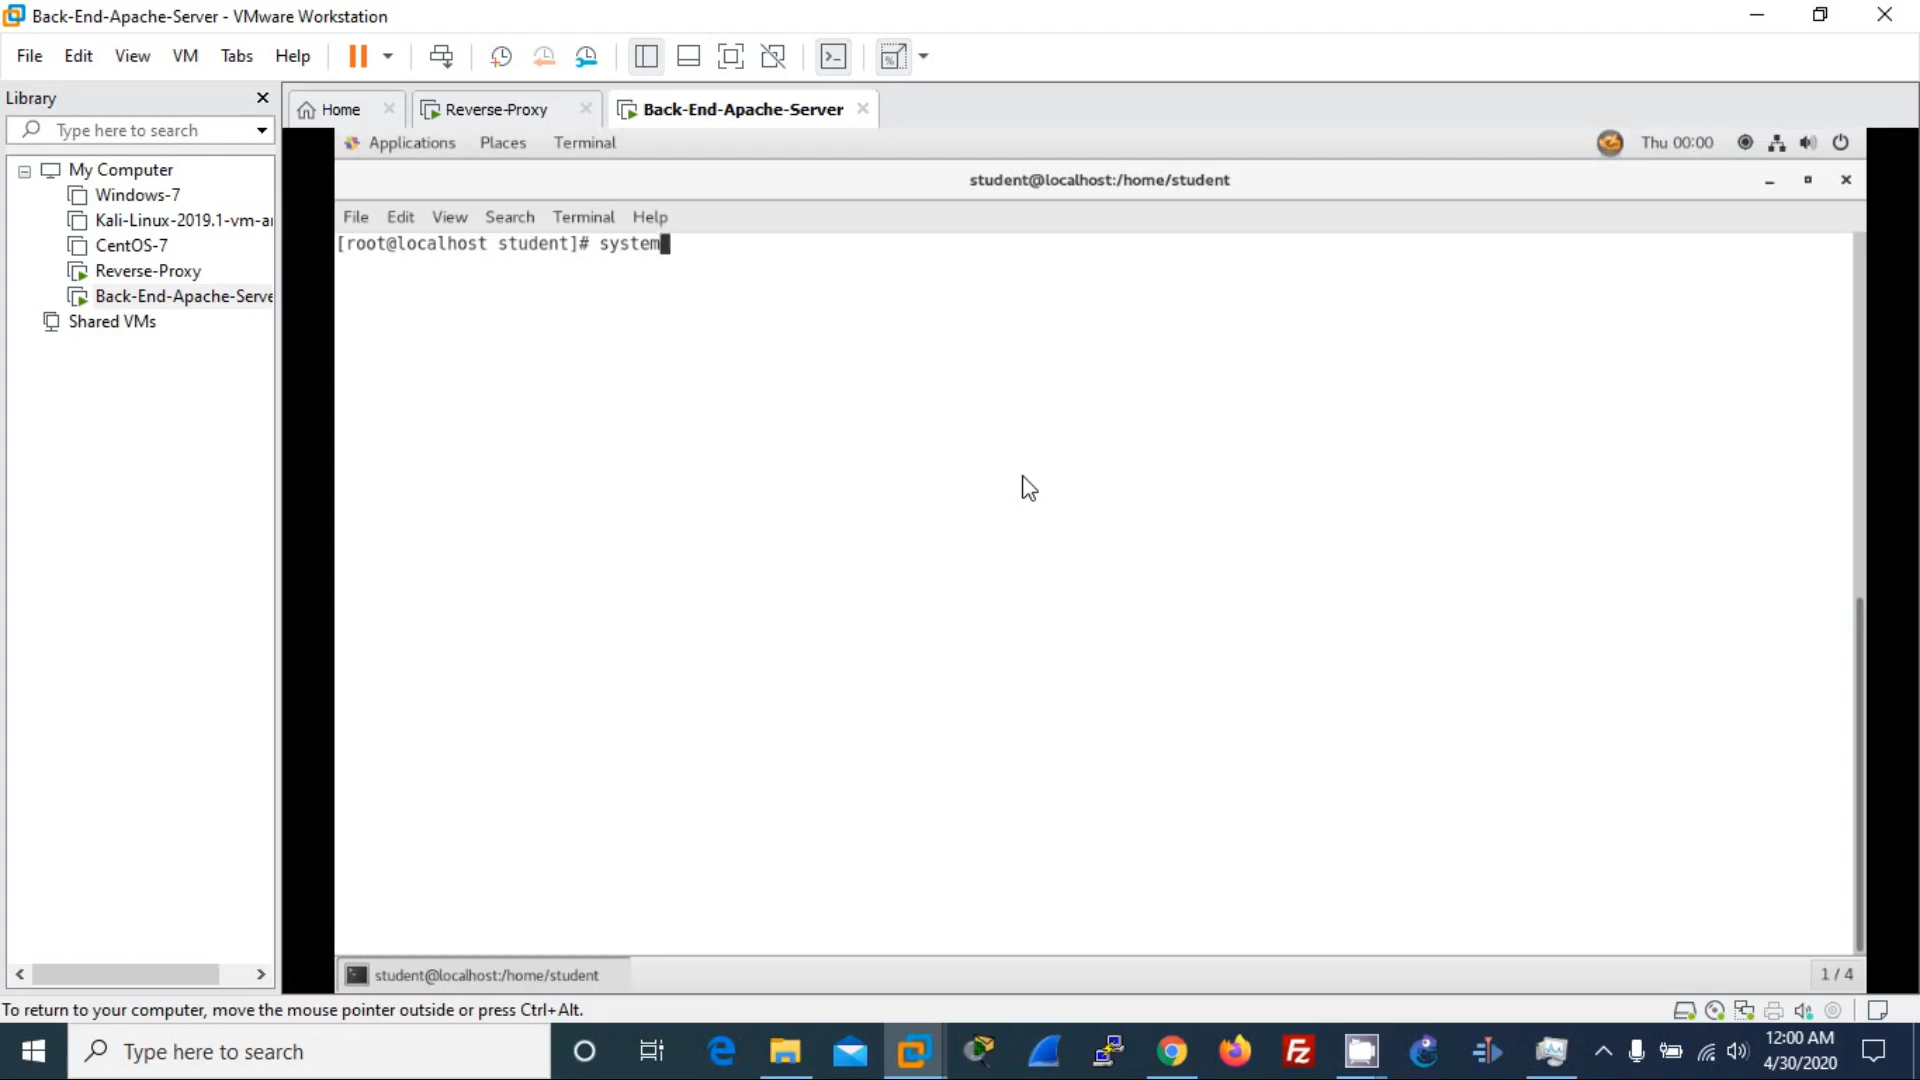 Back-End-Apache-Server - VMware Workstation
File Edit View VM Tabs Help
Library
Type here to search
Home
Reverse-Proxy
Back-End-Apache-Server
My Computer
Windows-7
Kali-Linux-2019.1-vm-a
CentOS-7
Reverse-Proxy
Back-End-Apache-Serve
Shared VMs
Applications Places Terminal
Thu 00:00
student@localhost:/home/student
File Edit View Search Terminal Help
[root@localhost student]# system
student@localhost:/home/student
1 / 4
To return to your computer, move the mouse pointer outside or press Ctrl+Alt.
Type here to search
12:00 AM
4/30/2020